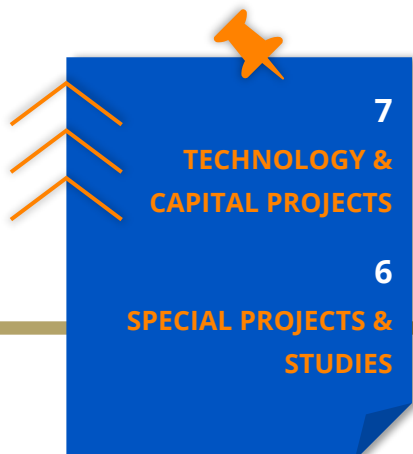 7
TECHNOLOGY &
CAPITAL PROJECTS
6
SPECIAL PROJECTS &
STUDIES